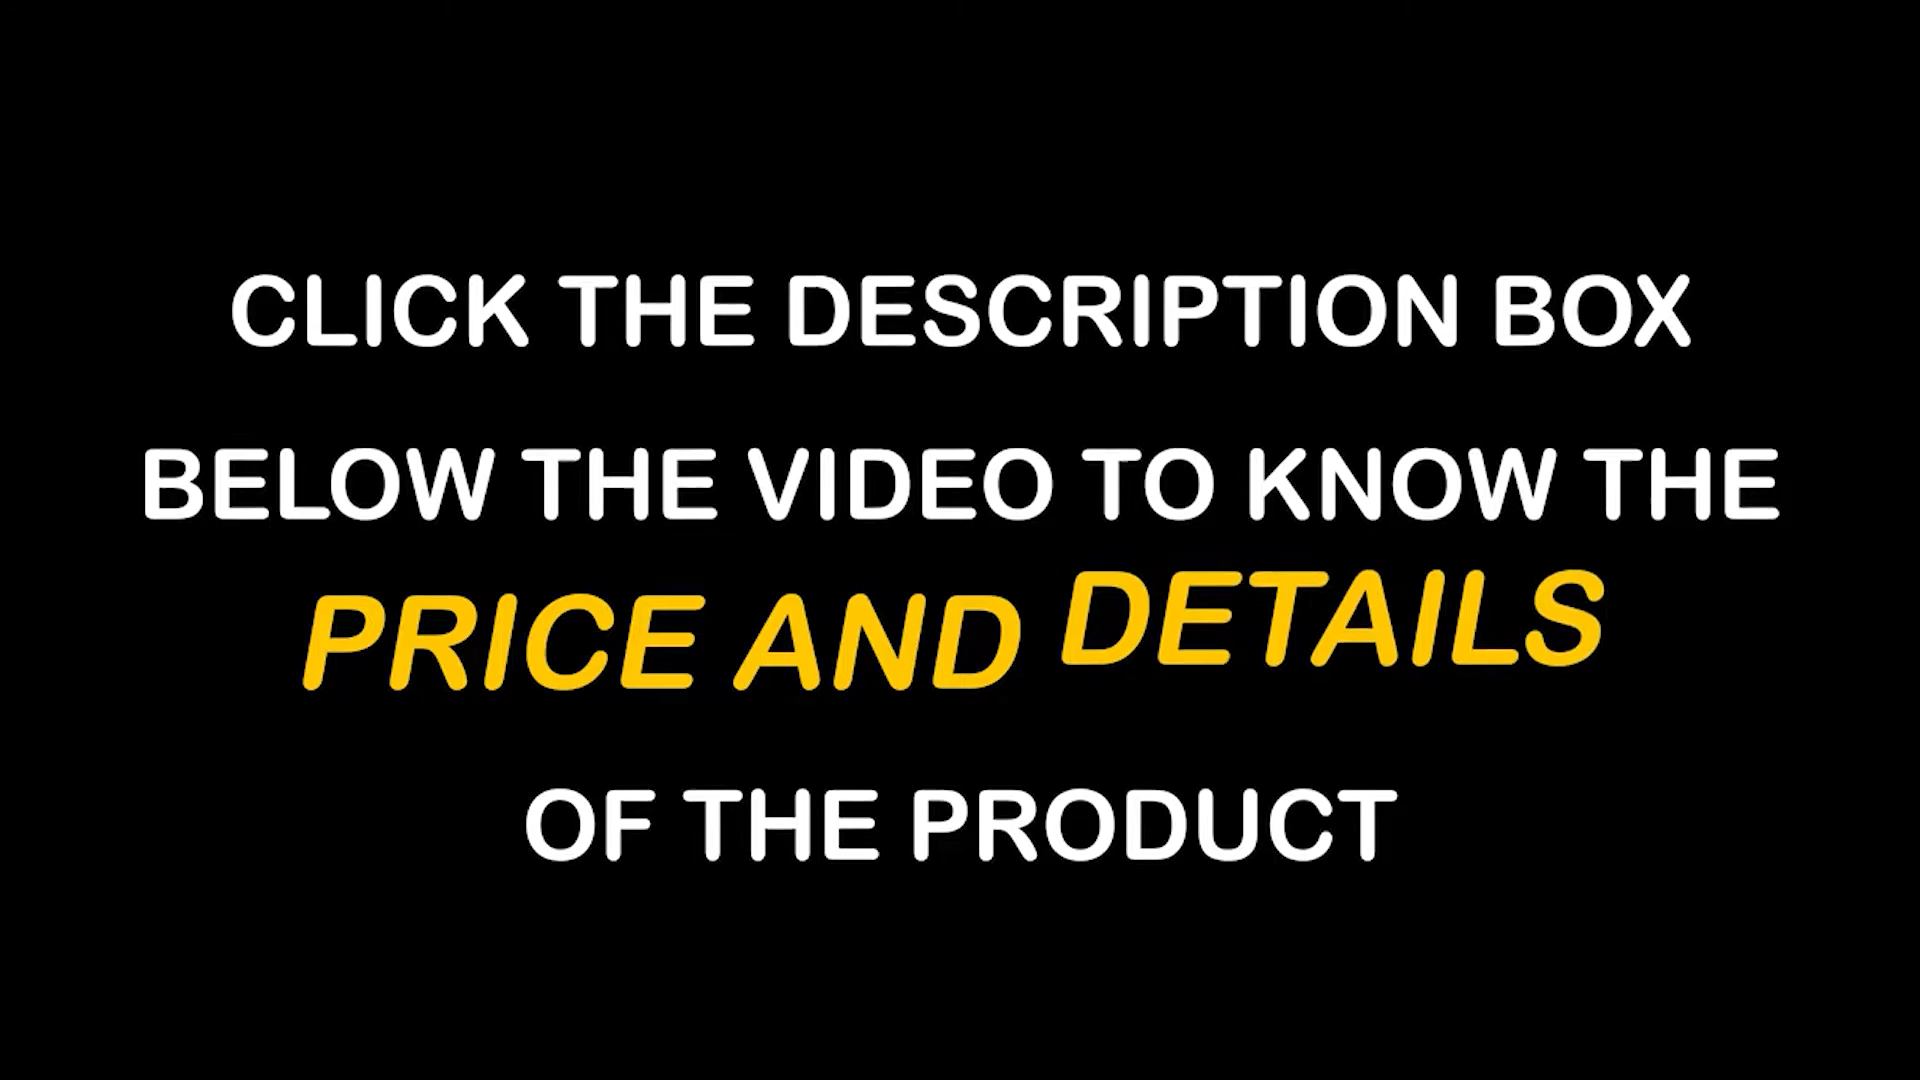 CLICK THE DESCRIPTION BOX
BELOW THE VIDEO TO KNOW THE
PRICE AND DETAILS
OF THE PRODUCT